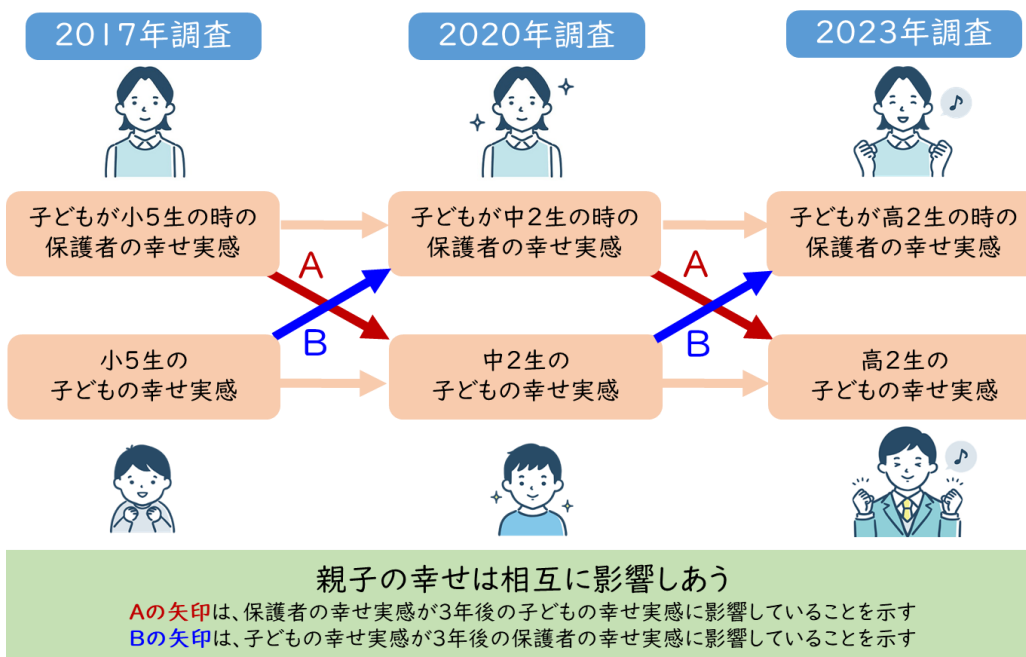 2017年調査
2020年調査
2023年調査
子どもが小5生の時の
保護者の幸せ実感
子どもが中2生の時の
保護者の幸せ実感
子どもが高2生の時の
保護者の幸せ実感
A
B
A
B
小5生の
子どもの幸せ実感
中2生の
子どもの幸せ実感
高2生の
子どもの幸せ実感
親子の幸せは相互に影響しあう
Aの矢印は、保護者の幸せ実感が3年後の子どもの幸せ実感に影響していることを示す
Bの矢印は、子どもの幸せ実感が3年後の保護者の幸せ実感に影響していることを示す